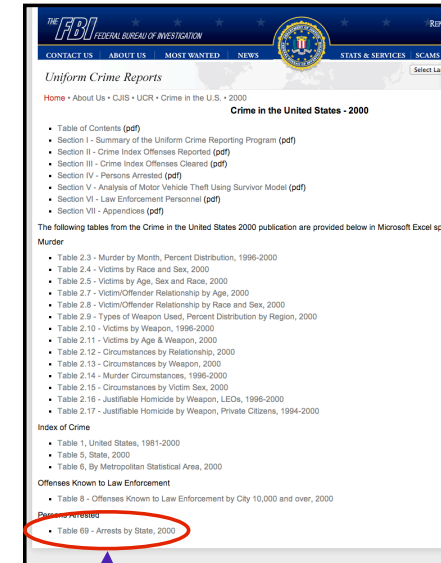 THE FBI FEDERAL BUREAU OF INVESTIGATION
CONTACT US ABOUT US MOST WANTED NEWS STATS & SERVICES SCAMS
Uniform Crime Reports
Home • About Us • CJIS • UCR • Crime in the U.S. • 2000
Crime in the United States - 2000
Table of Contents (pdf)
Section I - Summary of the Uniform Crime Reporting Program (pdf)
Section II - Crime Index Offenses Reported (pdf)
Section III - Crime Index Offenses Cleared (pdf)
Section IV - Persons Arrested (pdf)
Section V - Analysis of Motor Vehicle Theft Using Survivor Model (pdf)
Section VI - Law Enforcement Personnel (pdf)
Section VII - Appendices (pdf)
The following tables from the Crime in the United States 2000 publication are provided below in Microsoft Excel sp
Murder
Table 2.3 - Murder by Month, Percent Distribution, 1996-2000
Table 2.4 - Victims by Race and Sex, 2000
Table 2.5 - Victims by Age, Sex and Race, 2000
Table 2.7 - Victim/Offender Relationship by Age, 2000
Table 2.8 - Victim/Offender Relationship by Race and Sex, 2000
Table 2.9 - Types of Weapon Used, Percent Distribution by Region, 2000
Table 2.10 - Victims by Weapon, 1996-2000
Table 2.11 - Victims by Age & Weapon, 2000
Table 2.12 - Circumstances by Relationship, 2000
Table 2.13 - Circumstances by Weapon, 2000
Table 2.14 - Murder Circumstances, 1996-2000
Table 2.15 - Circumstances by Victim Sex, 2000
Table 2.16 - Justifiable Homicide by Weapon, LEOs, 1996-2000
Table 2.17 - Justifiable Homicide by Weapon, Private Citizens, 1994-2000
Index of Crime
Table 1, United States, 1981-2000
Table 5, State, 2000
Table 6, By Metropolitan Statistical Area, 2000
Offenses Known to Law Enforcement
Table 8 - Offenses Known to Law Enforcement by City 10,000 and over, 2000
Persons Arrested
Table 69 - Arrests by State, 2000